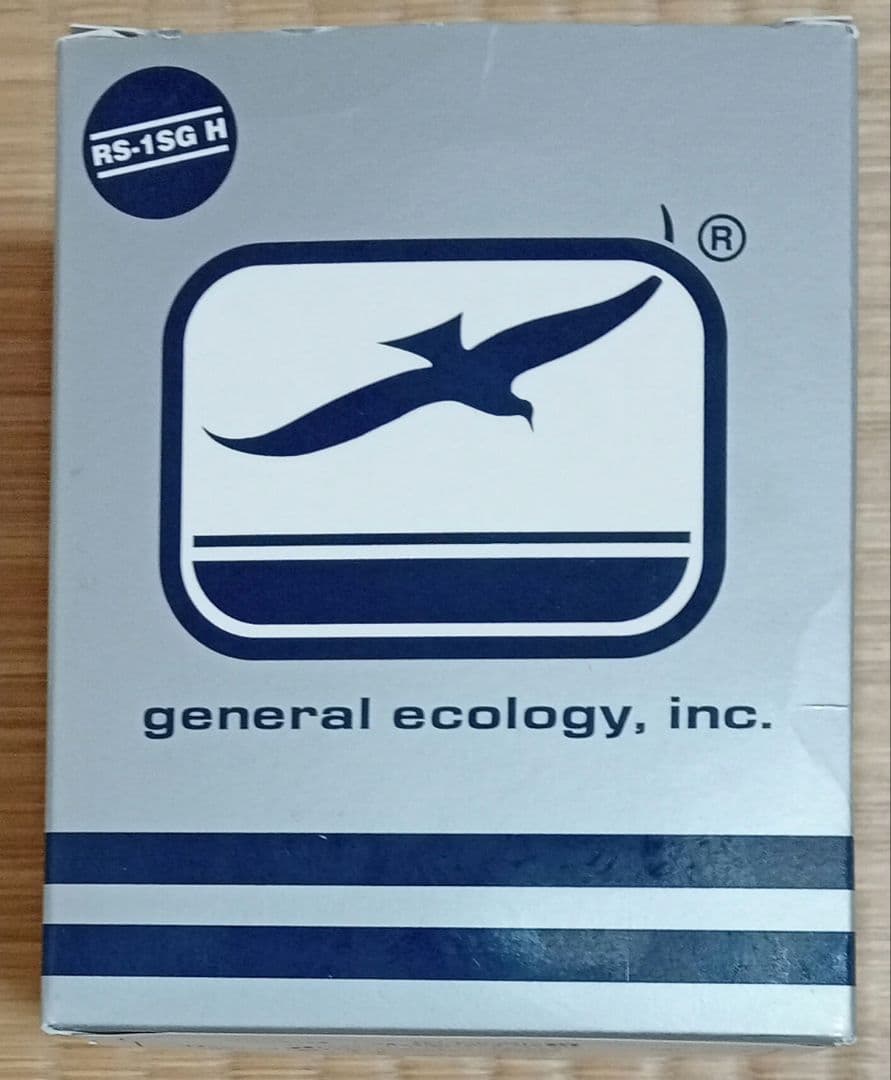 RS-1SG H
®
general ecology, inc.